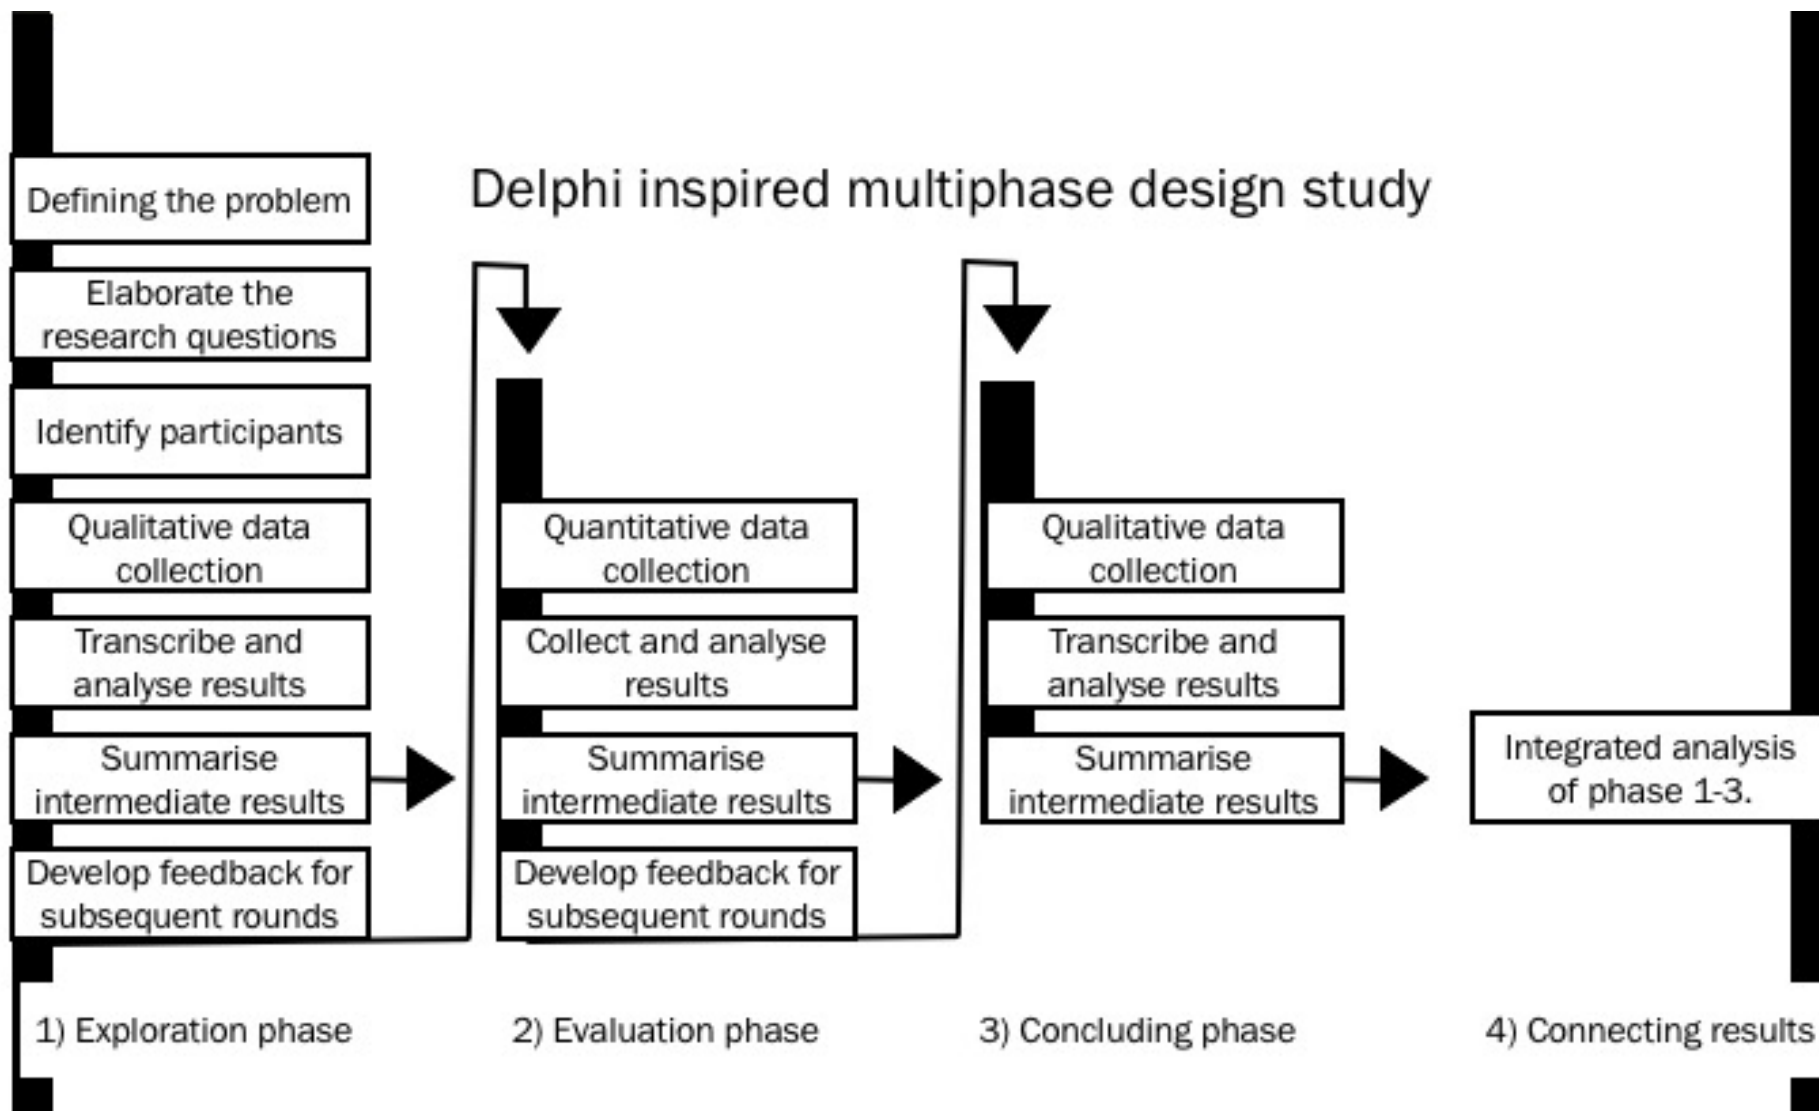 Delphi inspired multiphase design study
Defining the problem
Elaborate the
research questions
Identify participants
Qualitative data
collection
Transcribe and
analyse results
Summarise
intermediate results
Develop feedback for
subsequent rounds
1) Exploration phase
Quantitative data
collection
Collect and analyse
results
Summarise
intermediate results
Develop feedback for
subsequent rounds
2) Evaluation phase
Qualitative data
collection
Transcribe and
analyse results
Summarise
intermediate results
3) Concluding phase
Integrated analysis
of phase 1-3.
4) Connecting results